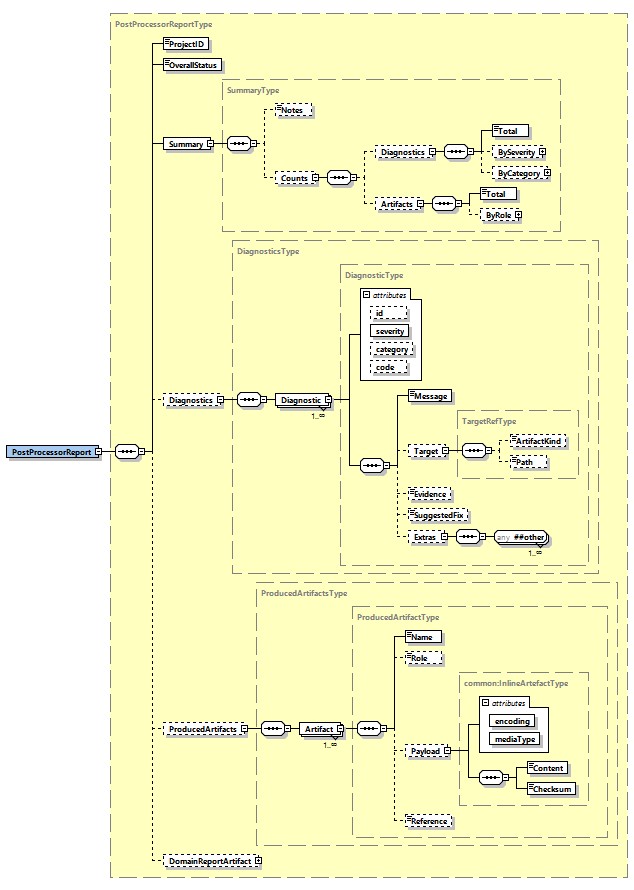 PostProcessorReportType
ProjectID
OverallStatus
SummaryType
Notes
Total
Summary
Diagnostics
BySeverity
ByCategory
Counts
Total
Artifacts
ByRole
DiagnosticsType
DiagnosticType
attributes
id
severity
category
code
Diagnostics
Diagnostic
Message
1..∞
TargetRefType
ArtifactKind
PostProcessorReport
Target
Path
Evidence
SuggestedFix
Extras
any ##other
1..∞
ProducedArtifactsType
ProducedArtifactType
Name
Role
common:InlineArtefactType
attributes
encoding
ProducedArtifacts
Artifact
mediaType
1..∞
Payload
Content
Checksum
Reference
DomainReportArtifact